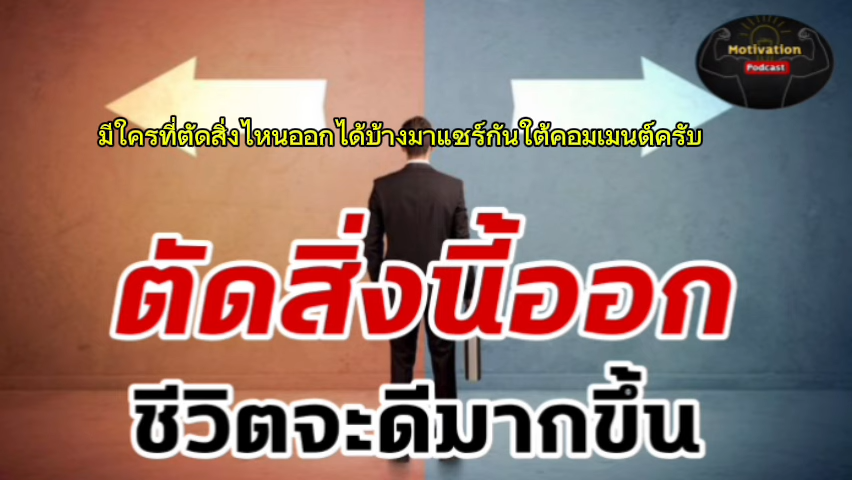 Motivation
Podcast
มีใครที่ตัดสิ่งไหนออกได้บ้างมาแชร์กันใต้คอมเมนต์ครับ
ตัดสิ่งนี้ออก
ชีวิตจะดีมากขึ้น